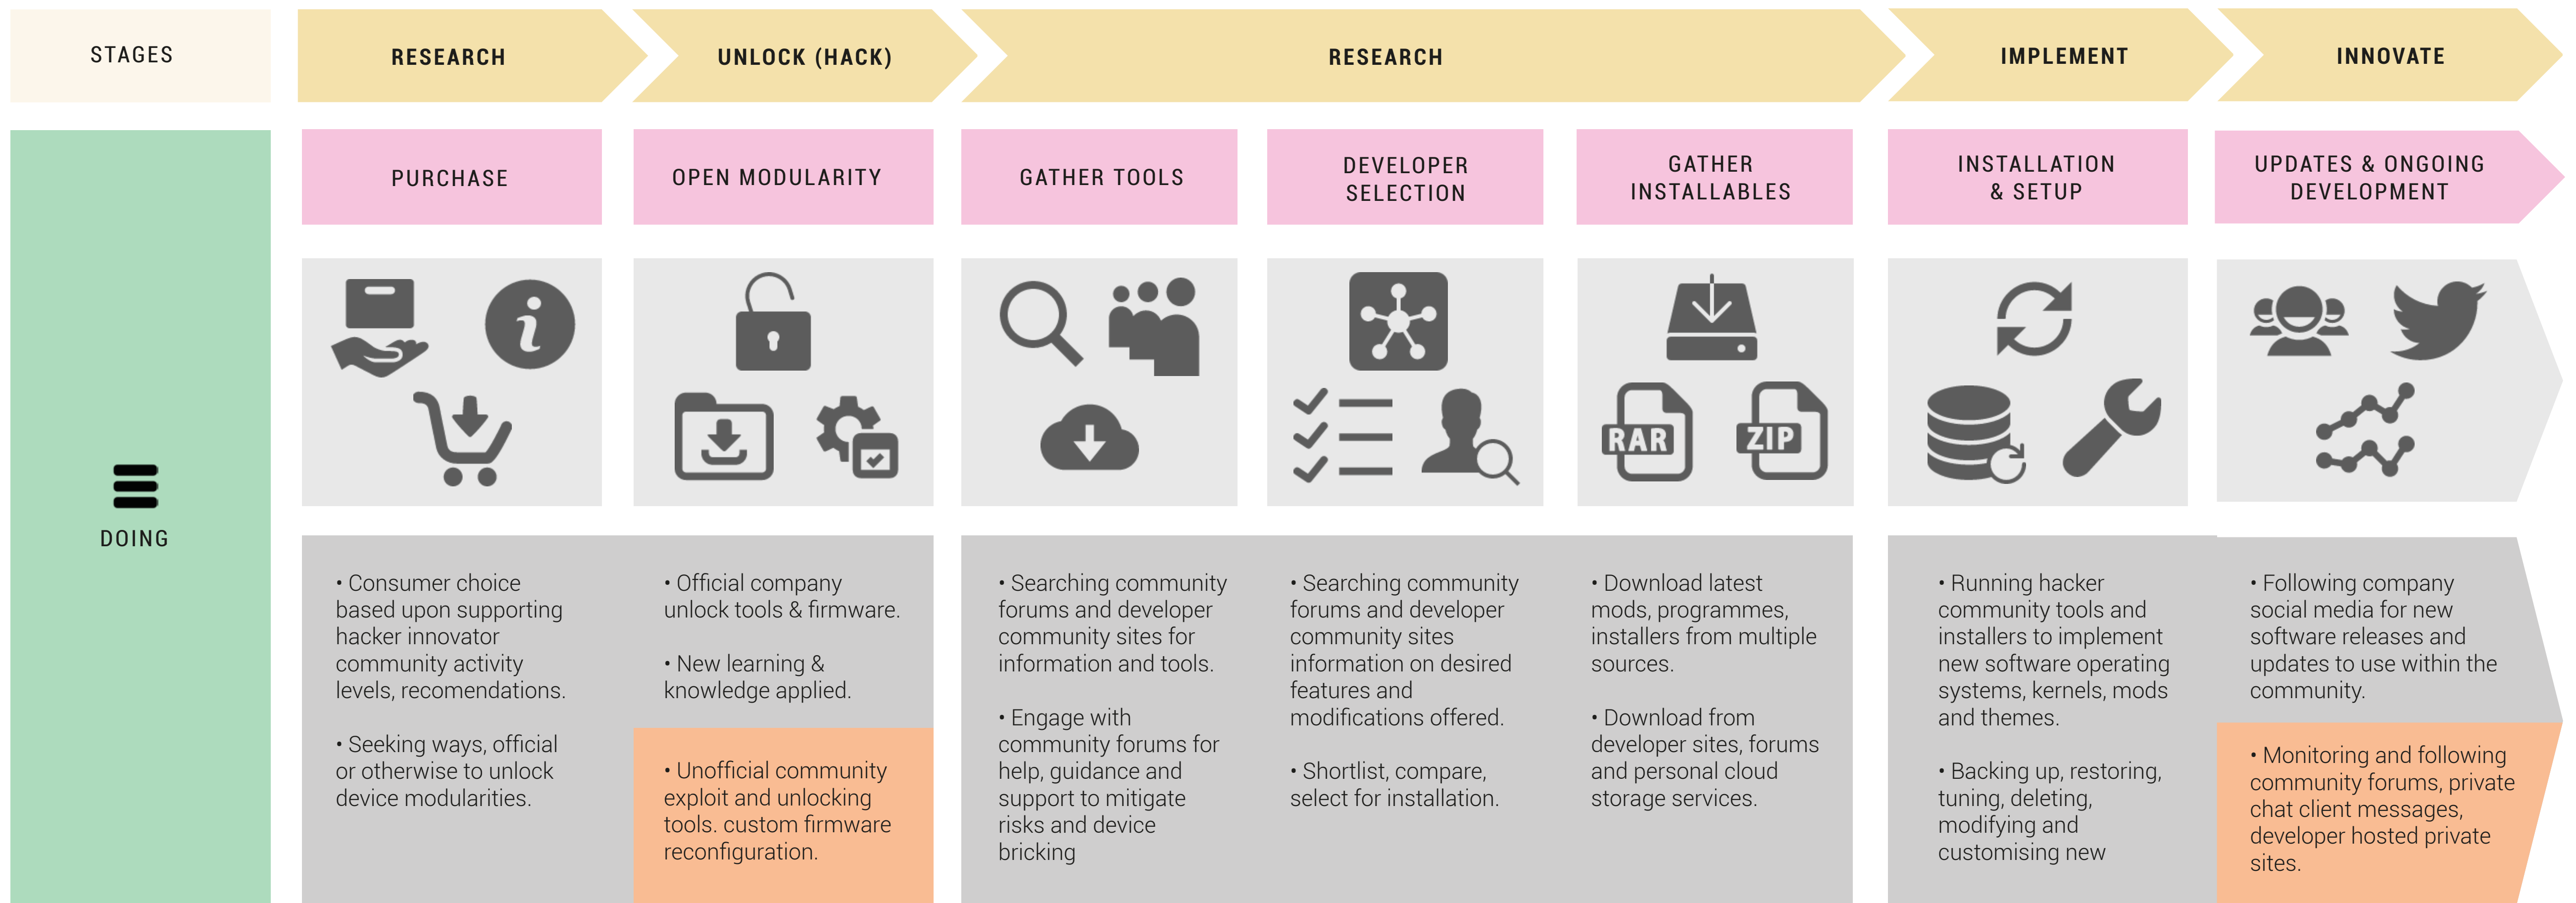 STAGES
RESEARCH
UNLOCK (HACK)
RESEARCH
IMPLEMENT
INNOVATE
PURCHASE
OPEN MODULARITY
GATHER TOOLS
DEVELOPER
SELECTION
GATHER
INSTALLABLES
INSTALLATION
& SETUP
UPDATES & ONGOING
DEVELOPMENT
i
RAR
ZIP
DOING
• Consumer choice
based upon supporting
hacker innovator
community activity
levels, recomendations.
• Seeking ways, official
or otherwise to unlock
device modularities.
• Official company
unlock tools & firmware.
• New learning &
knowledge applied.
• Unofficial community
exploit and unlocking
tools. custom firmware
reconfiguration.
• Searching community
forums and developer
community sites for
information and tools.
• Engage with
community forums for
help, guidance and
support to mitigate
risks and device
bricking
• Searching community
forums and developer
community sites
information on desired
features and
modifications offered.
• Shortlist, compare,
select for installation.
• Download latest
mods, programmes,
installers from multiple
sources.
• Download from
developer sites, forums
and personal cloud
storage services.
• Running hacker
community tools and
installers to implement
new software operating
systems, kernels, mods
and themes.
• Backing up, restoring,
tuning, deleting,
modifying and
customising new
• Following company
social media for new
software releases and
updates to use within the
community.
• Monitoring and following
community forums, private
chat client messages,
developer hosted private
sites.